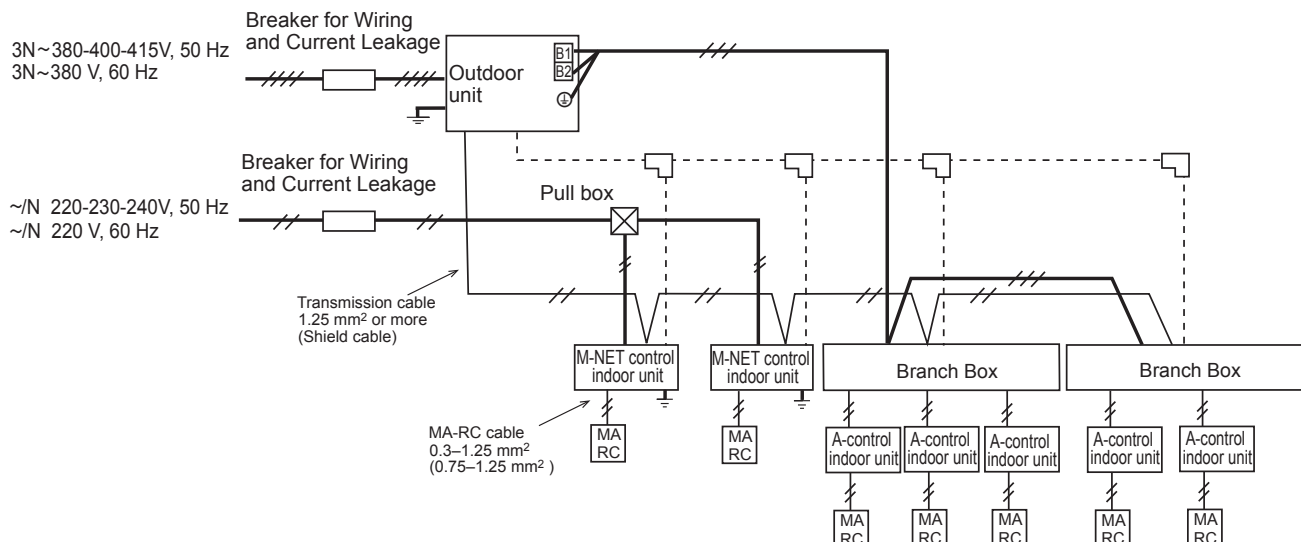 Breaker for Wiring
and Current Leakage
3N~380-400-415V, 50 Hz
3N~380 V, 60 Hz
Outdoor
unit
B1
B2
Breaker for Wiring
and Current Leakage
~/N 220-230-240V, 50 Hz
~/N 220 V, 60 Hz
Pull box
Transmission cable
1.25 mm² or more
(Shield cable)
M-NET control
indoor unit
M-NET control
indoor unit
Branch Box
Branch Box
MA-RC cable
0.3–1.25 mm²
(0.75–1.25 mm² )
MA
RC
MA
RC
A-control
indoor unit
A-control
indoor unit
A-control
indoor unit
A-control
indoor unit
A-control
indoor unit
MA
RC
MA
RC
MA
RC
MA
RC
MA
RC